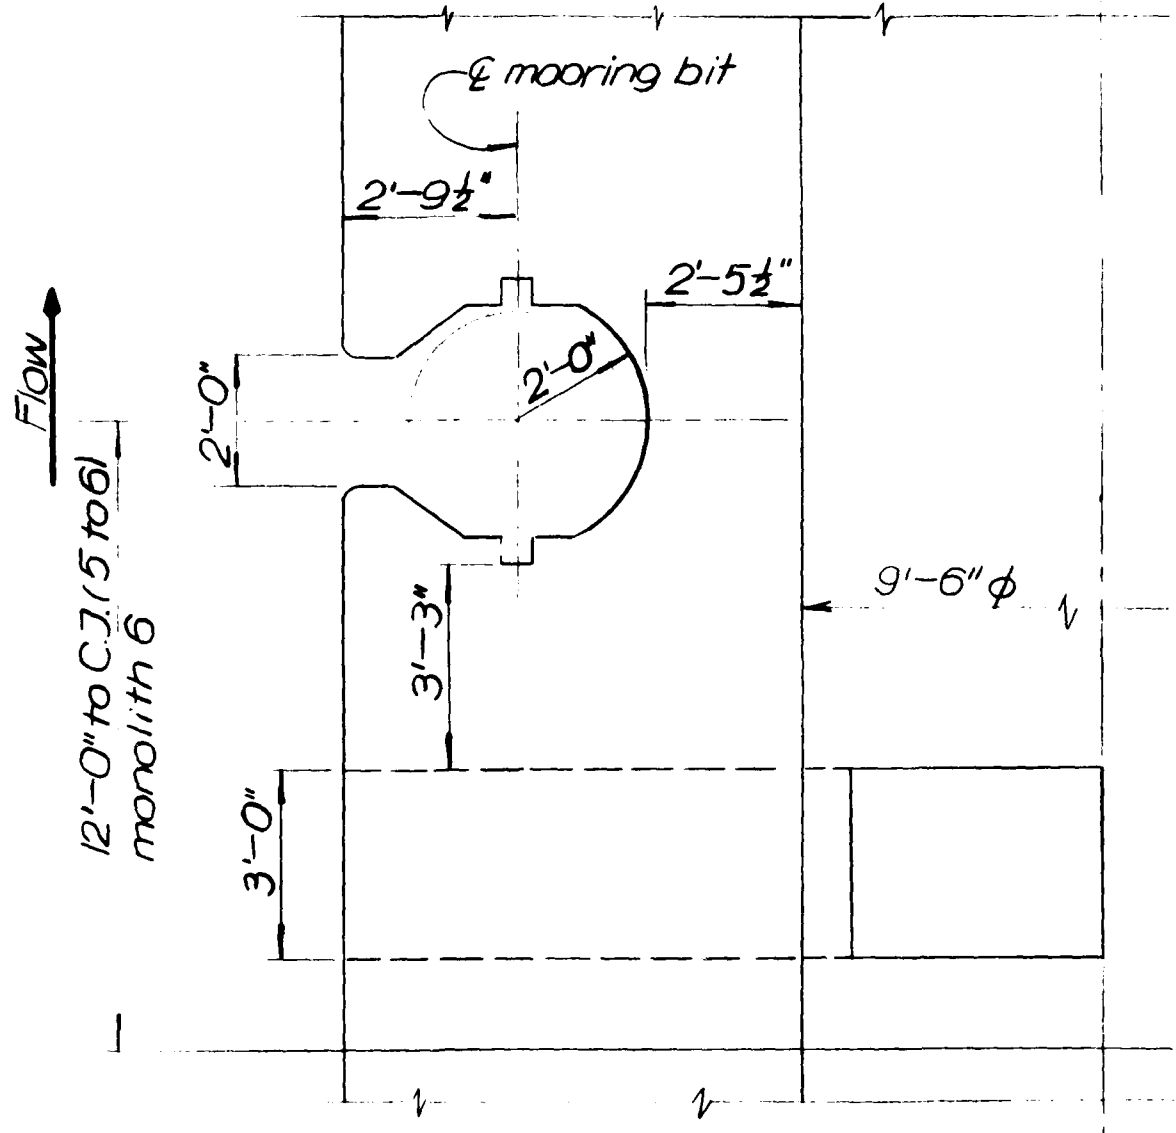 ℄ mooring bit
2'-9½"
2'-5½"
Flow
2'-0"
2'-0"
12'-0" to C.J. (5 to 6)
monolith 6
3'-3"
9'-6" ϕ
3'-0"